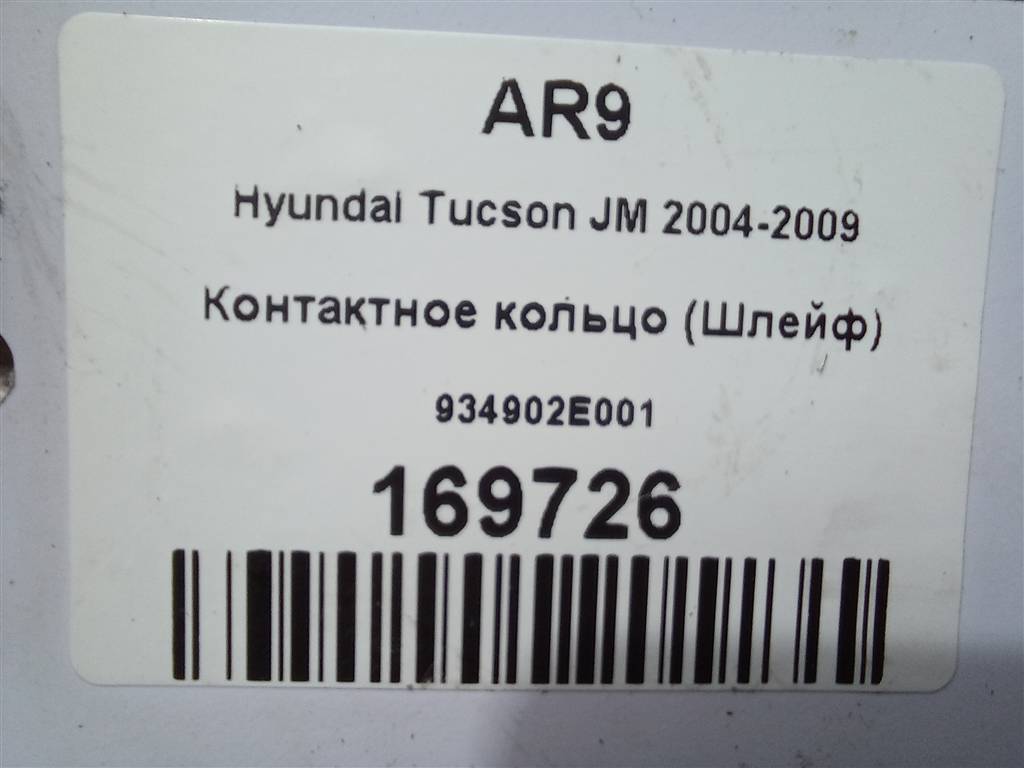 AR9
Hyundai Tucson JM 2004-2009
Контактное кольцо (Шлейф)
934902E001
169726